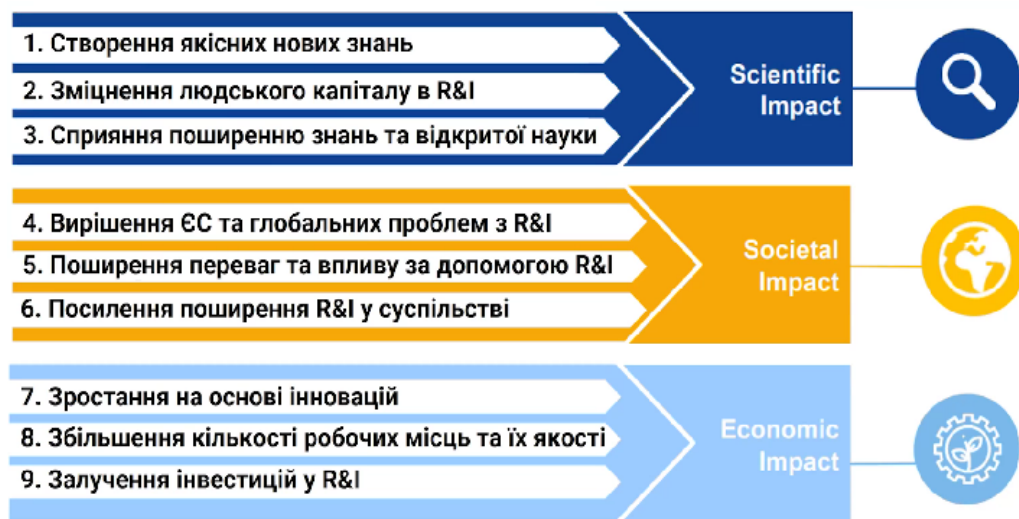 1. Створення якісних нових знань
2. Зміцнення людського капіталу в R&I
3. Сприяння поширенню знань та відкритої науки
Scientific
Impact
4. Вирішення ЄС та глобальних проблем з R&I
5. Поширення переваг та впливу за допомогою R&I
6. Посилення поширення R&I у суспільстві
Societal
Impact
7. Зростання на основі інновацій
8. Збільшення кількості робочих місць та їх якості
9. Залучення інвестицій у R&I
Economic
Impact